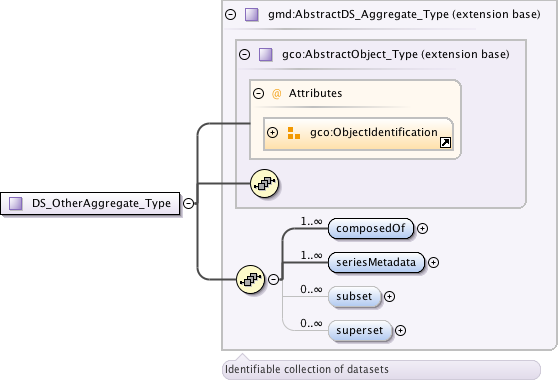 gmd:AbstractDS_Aggregate_Type (extension base)
gco:AbstractObject_Type (extension base)
@ Attributes
gco:ObjectIdentification
DS_OtherAggregate_Type
1..∞ composedOf
1..∞ seriesMetadata
0..∞ subset
0..∞ superset
Identifiable collection of datasets